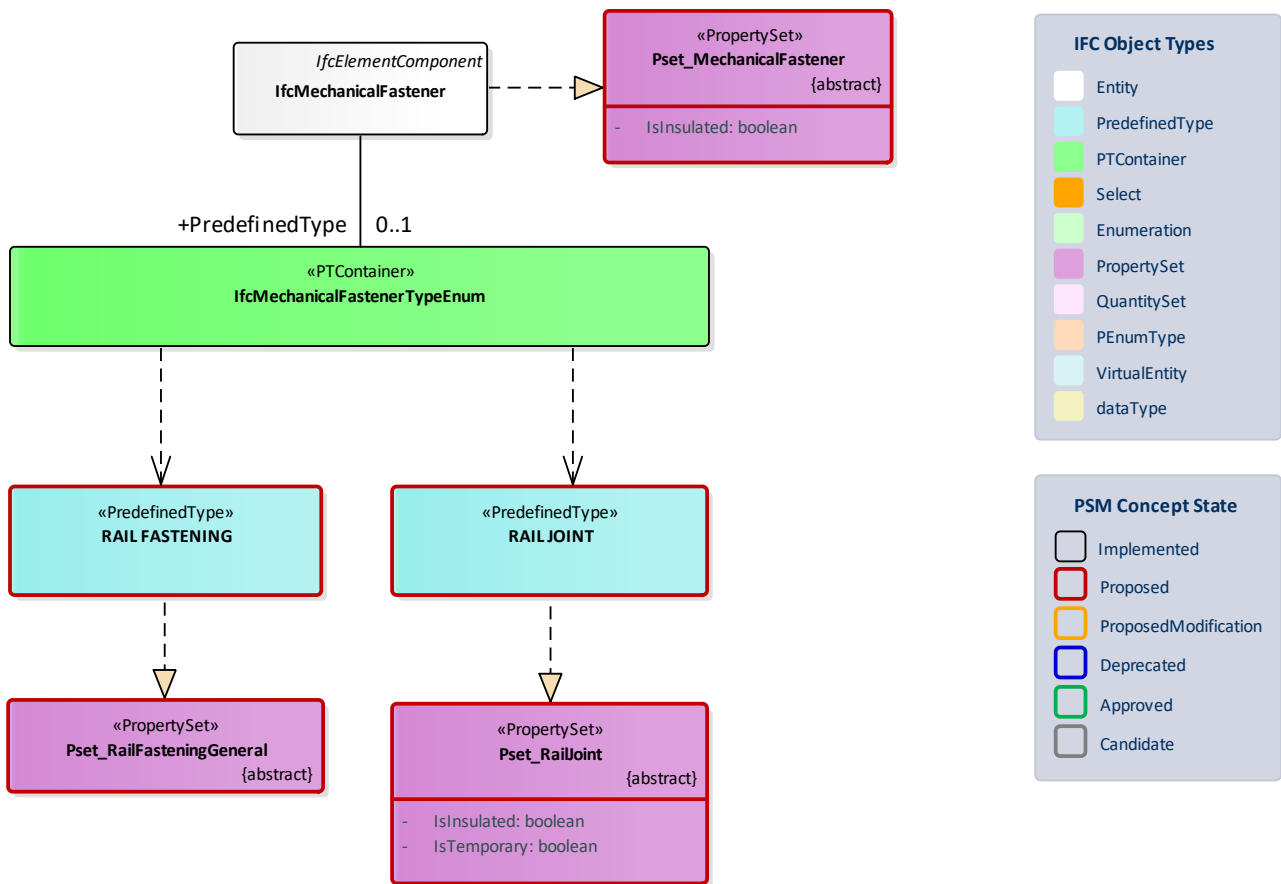 IfcElementComponent
IfcMechanicalFastener
«PropertySet»
Pset_MechanicalFastener
{abstract}
- IsInsulated: boolean
+PredefinedType 0..1
«PTContainer»
IfcMechanicalFastenerTypeEnum
«PredefinedType»
RAIL FASTENING
«PredefinedType»
RAIL JOINT
«PropertySet»
Pset_RailFasteningGeneral
{abstract}
«PropertySet»
Pset_RailJoint
{abstract}
- IsInsulated: boolean
- IsTemporary: boolean
IFC Object Types
Entity
PredefinedType
PTContainer
Select
Enumeration
PropertySet
QuantitySet
PEnumType
VirtualEntity
dataType
PSM Concept State
Implemented
Proposed
ProposedModification
Deprecated
Approved
Candidate